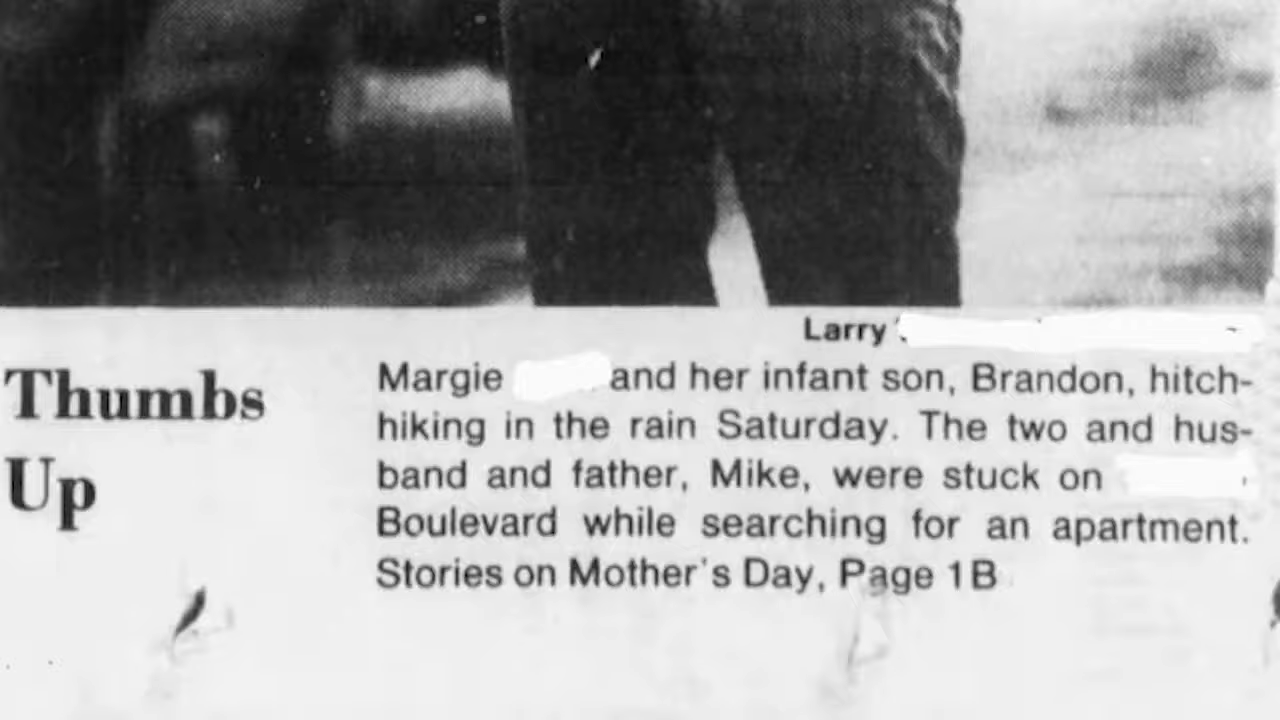 Larry
Thumbs
Up
Margie and her infant son, Brandon, hitch-
hiking in the rain Saturday. The two and hus-
band and father, Mike, were stuck on
Boulevard while searching for an apartment.
Stories on Mother's Day, Page 1B